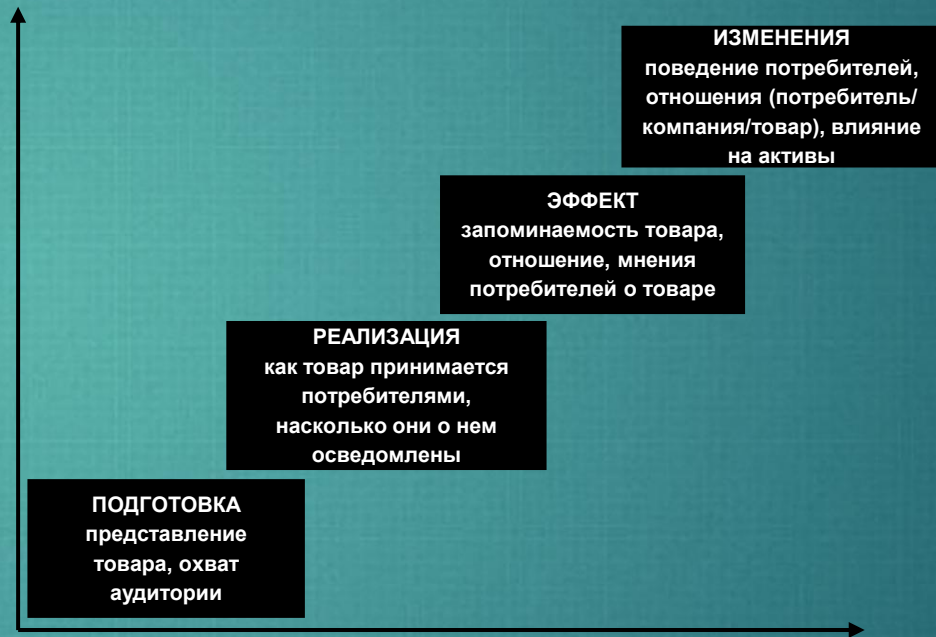 ИЗМЕНЕНИЯ
поведение потребителей,
отношения (потребитель/
компания/товар), влияние
на активы
ЭФФЕКТ
запоминаемость товара,
отношение, мнения
потребителей о товаре
РЕАЛИЗАЦИЯ
как товар принимается
потребителями,
насколько они о нем
осведомлены
ПОДГОТОВКА
представление
товара, охват
аудитории